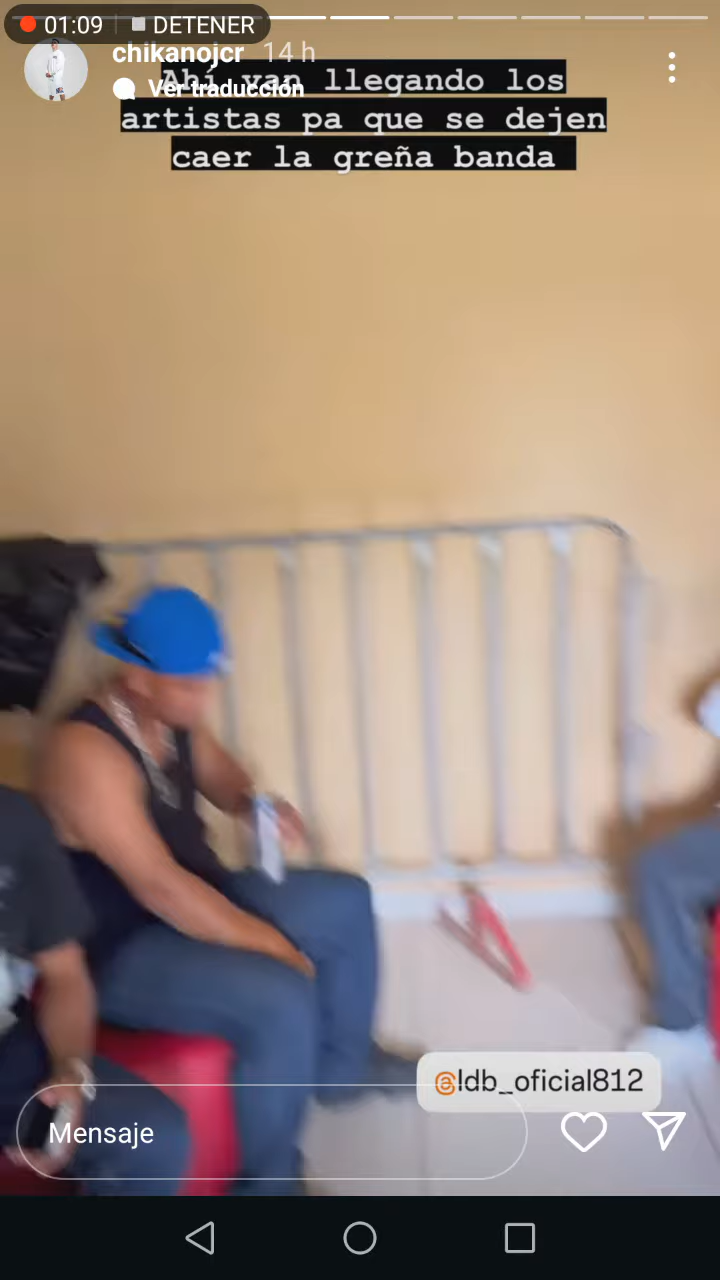 01:09 DETENER
chikanojcr 14 h
Ver traducción
Ahí van llegando los
artistas pa que se dejen
caer la greña banda
@ldb_oficial812
Mensaje